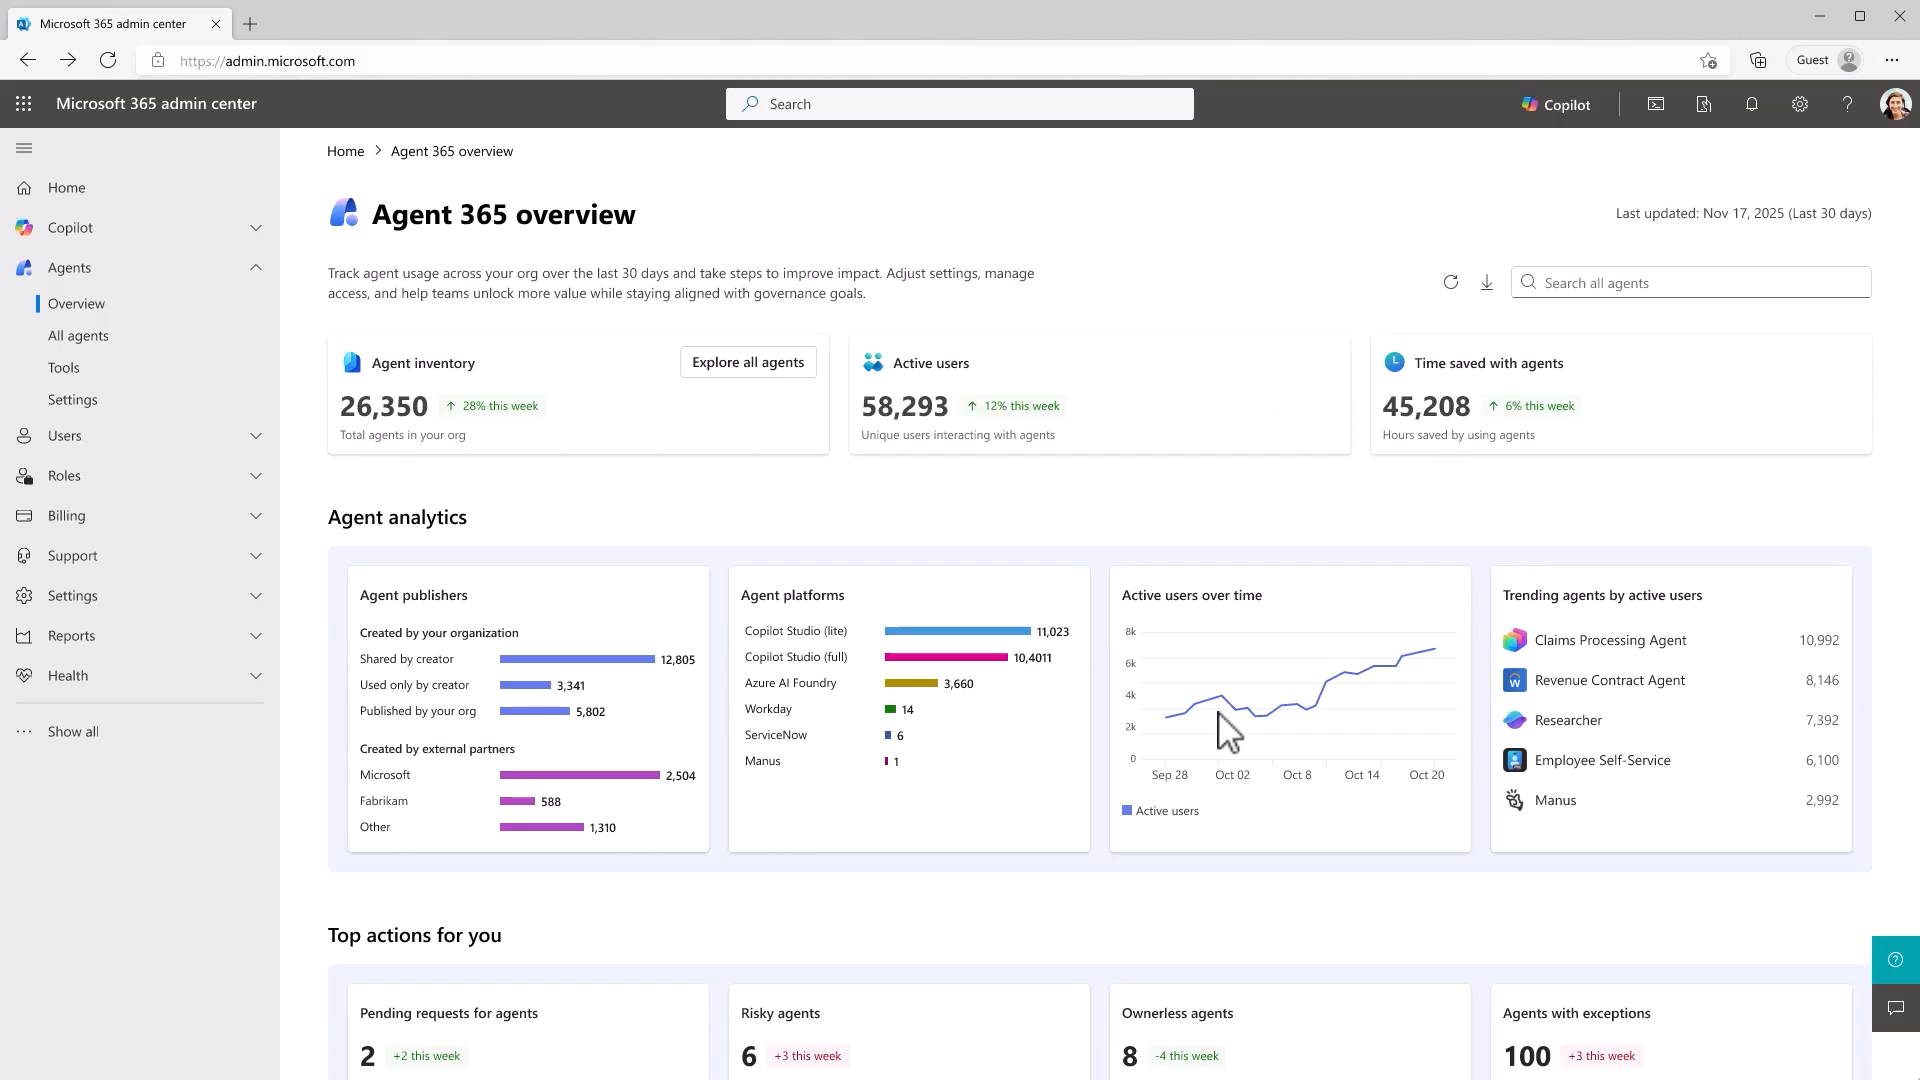 Microsoft 365 admin center
https://admin.microsoft.com
Guest
Microsoft 365 admin center
Search
Copilot
Home
Copilot
Agents
Overview
All agents
Tools
Settings
Users
Roles
Billing
Support
Settings
Reports
Health
Show all
Home > Agent 365 overview
Agent 365 overview
Last updated: Nov 17, 2025 (Last 30 days)
Track agent usage across your org over the last 30 days and take steps to improve impact. Adjust settings, manage
access, and help teams unlock more value while staying aligned with governance goals.
Search all agents
Agent inventory
Explore all agents
26,350 ↑ 28% this week
Total agents in your org
Active users
58,293 ↑ 12% this week
Unique users interacting with agents
Time saved with agents
45,208 ↑ 6% this week
Hours saved by using agents
Agent analytics
Agent publishers
Created by your organization
Shared by creator 12,805
Used only by creator 3,341
Published by your org 5,802
Created by external partners
Microsoft 2,504
Fabrikam 588
Other 1,310
Agent platforms
Copilot Studio (lite) 11,023
Copilot Studio (full) 10,4011
Azure AI Foundry 3,660
Workday 14
ServiceNow 6
Manus 1
Active users over time
8k
6k
4k
2k
0
Sep 28 Oct 02 Oct 8 Oct 14 Oct 20
Active users
Trending agents by active users
Claims Processing Agent 10,992
Revenue Contract Agent 8,146
Researcher 7,392
Employee Self-Service 6,100
Manus 2,992
Top actions for you
Pending requests for agents
2 +2 this week
Risky agents
6 +3 this week
Ownerless agents
8 -4 this week
Agents with exceptions
100 +3 this week